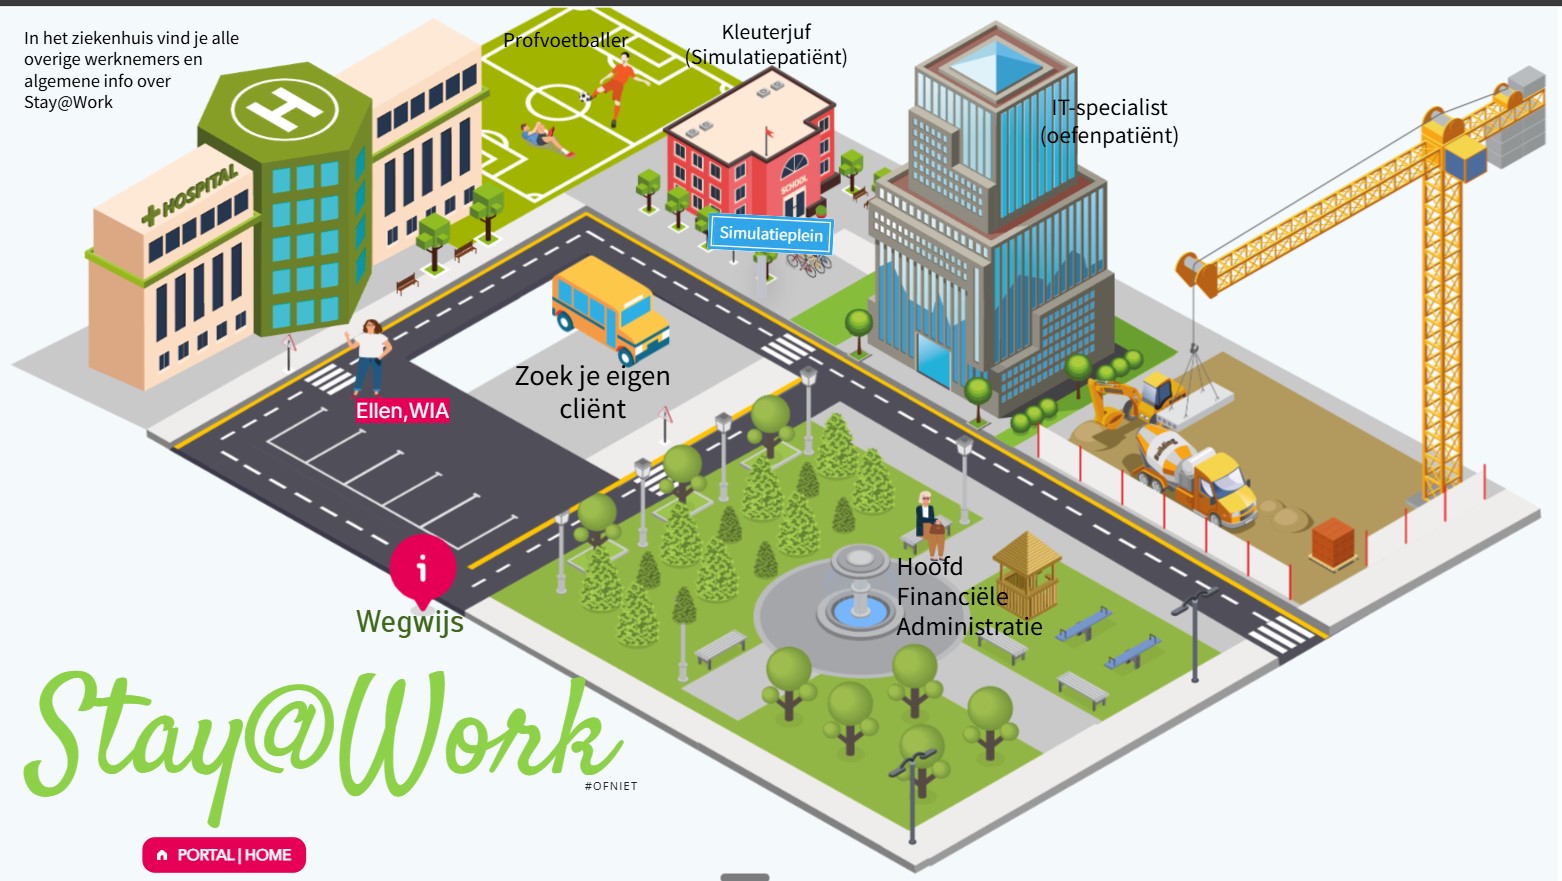 In het ziekenhuis vind je alle
overige werknemers en
algemene info over
Stay@Work
Profvoetballer
Kleuterjuf
(Simulatiepatiënt)
IT-specialist
(oefenpatiënt)
H
HOSPITAL
SCHOOL
Simulatieplein
Zoek je eigen
cliënt
Ellen,WIA
i
Wegwijs
Hoofd
Financiële
Administratie
Stay@Work
#OFNIET
PORTAL | HOME